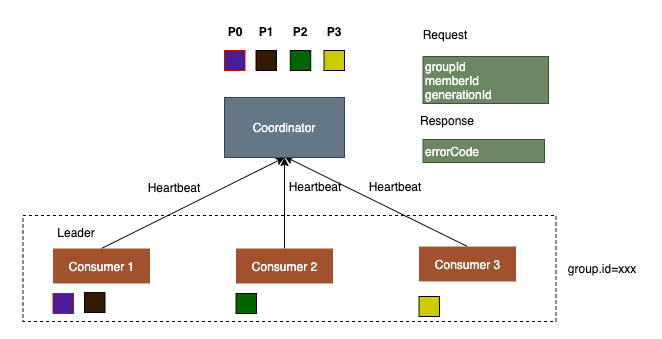 P0 P1 P2 P3
Request
groupId
memberId
generationId
Coordinator
Response
errorCode
Heartbeat Heartbeat Heartbeat
Leader
Consumer 1 Consumer 2 Consumer 3
group.id=xxx